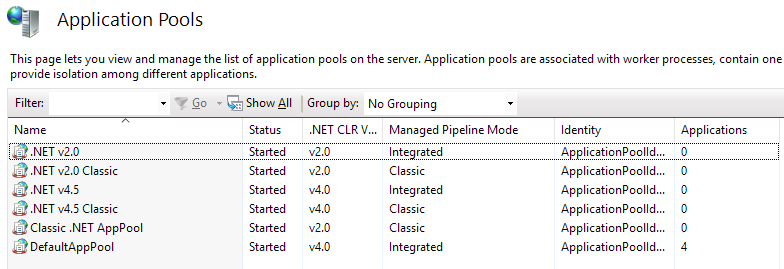 Application Pools
This page lets you view and manage the list of application pools on the server. Application pools are associated with worker processes, contain one
provide isolation among different applications.
Filter: Go Show All Group by: No Grouping
Name Status .NET CLR V... Managed Pipeline Mode Identity Applications
.NET v2.0 Started v2.0 Integrated ApplicationPoolId... 0
.NET v2.0 Classic Started v2.0 Classic ApplicationPoolId... 0
.NET v4.5 Started v4.0 Integrated ApplicationPoolId... 0
.NET v4.5 Classic Started v4.0 Classic ApplicationPoolId... 0
Classic .NET AppPool Started v2.0 Classic ApplicationPoolId... 0
DefaultAppPool Started v4.0 Integrated ApplicationPoolId... 4